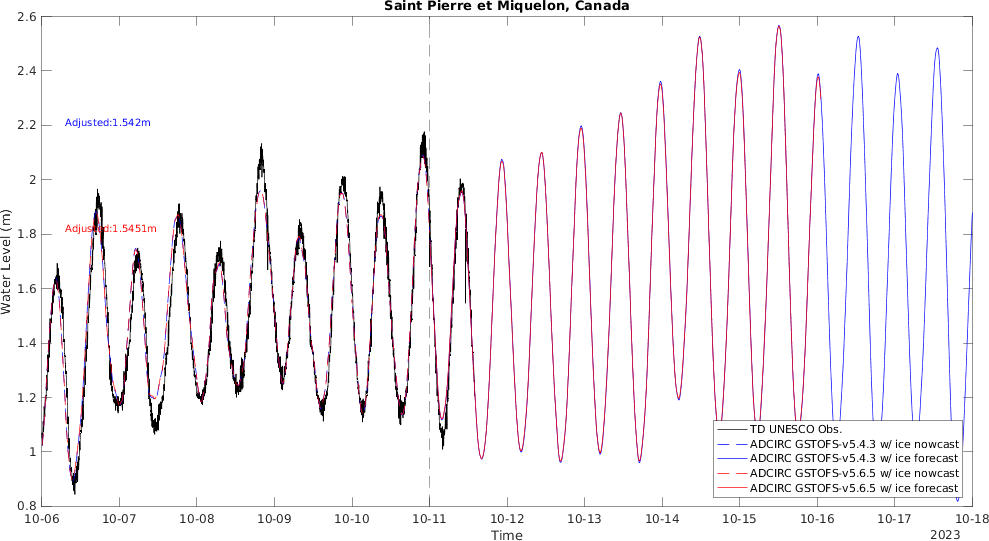 Saint Pierre et Miquelon, Canada
2.6
2.4
2.2
2
1.8
1.6
1.4
1.2
1
0.8
Water Level (m)
Adjusted:1.542m
Adjusted:1.5451m
TD UNESCO Obs.
ADCIRC GSTOFS-v5.4.3 w/ ice nowcast
ADCIRC GSTOFS-v5.4.3 w/ ice forecast
ADCIRC GSTOFS-v5.6.5 w/ ice nowcast
ADCIRC GSTOFS-v5.6.5 w/ ice forecast
10-06 10-07 10-08 10-09 10-10 10-11 10-12 10-13 10-14 10-15 10-16 10-17 10-18
Time
2023